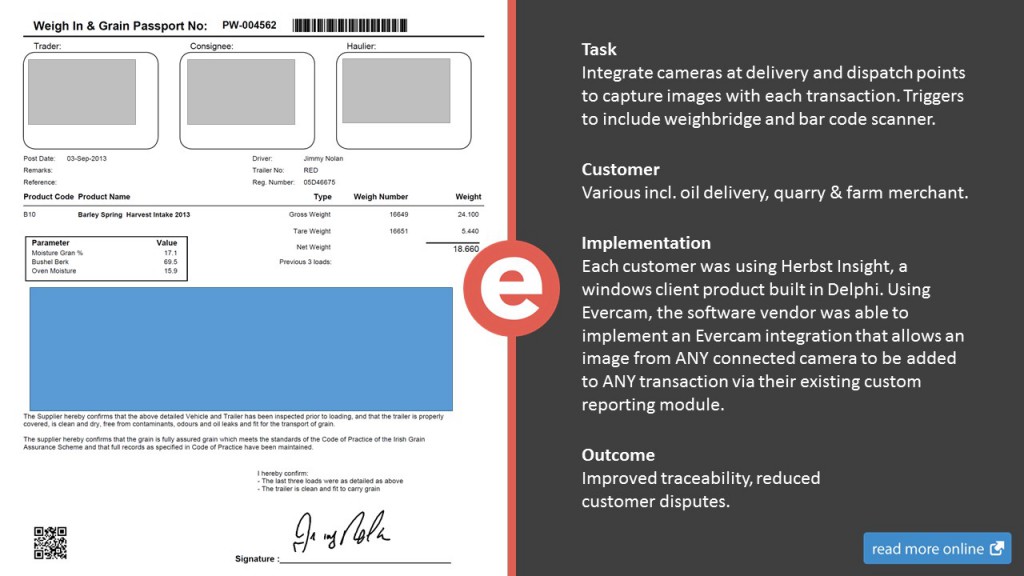 Weigh In & Grain Passport No: PW-004562
Trader: Consignee: Haulier:
Post Date: 03-Sep-2013 Driver: Jimmy Nolan
Remarks: Trailer No: RED
Reference: Reg. Number: 05D46675
Product Code Product Name Type Weigh Number Weight
B10 Barley Spring Harvest Intake 2013 Gross Weight 16649 24.100
Tare Weight 16651 5.440
Net Weight 18.660
Previous 3 loads:
Parameter Value
Moisture Gran % 17.1
Bushel Berk 69.5
Oven Moisture 15.9
The Supplier hereby confirms that the above detailed Vehicle and Trailer has been inspected prior to loading, and that the trailer is properly
covered, is clean and dry, free from contaminants, odours and oil leaks and fit for the transport of grain.
The supplier hereby confirms that the grain is fully assured grain which meets the standards of the Code of Practice of the Irish Grain
Assurance Scheme and that full records as specified in Code of Practice have been maintained.
I hereby confirm:
- The last three loads were as detailed as above
- The trailer is clean and fit to carry grain
Signature :
Jimmy Nolan
e
Task
Integrate cameras at delivery and dispatch points
to capture images with each transaction. Triggers
to include weighbridge and bar code scanner.
Customer
Various incl. oil delivery, quarry & farm merchant.
Implementation
Each customer was using Herbst Insight, a
windows client product built in Delphi. Using
Evercam, the software vendor was able to
implement an Evercam integration that allows an
image from ANY connected camera to be added
to ANY transaction via their existing custom
reporting module.
Outcome
Improved traceability, reduced
customer disputes.
read more online